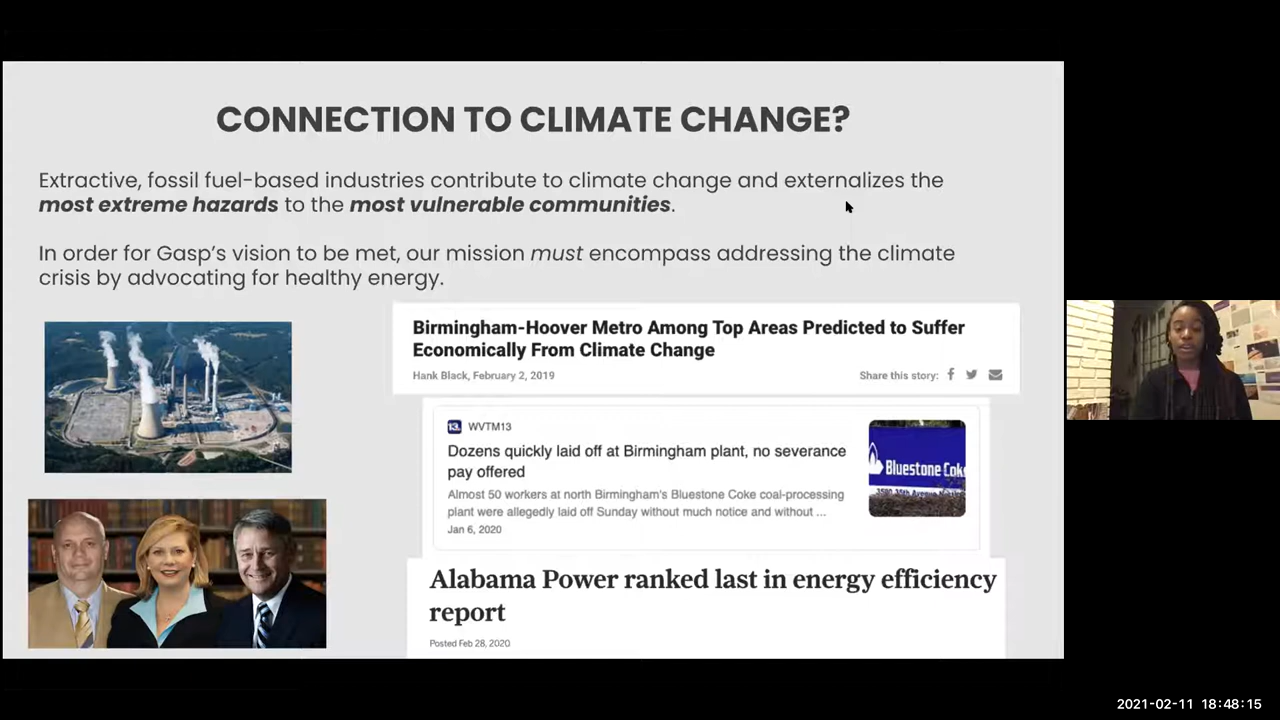 CONNECTION TO CLIMATE CHANGE?
Extractive, fossil fuel-based industries contribute to climate change and externalizes the
most extreme hazards to the most vulnerable communities.
In order for Gasp's vision to be met, our mission must encompass addressing the climate
crisis by advocating for healthy energy.
Birmingham-Hoover Metro Among Top Areas Predicted to Suffer
Economically From Climate Change
Hank Black, February 2, 2019
Share this story:
13. WVTM13
Dozens quickly laid off at Birmingham plant, no severance
pay offered
Almost 50 workers at north Birmingham's Bluestone Coke coal-processing
plant were allegedly laid off Sunday without much notice and without ...
Jan 6, 2020
Bluestone Cok
35th Avenue
Alabama Power ranked last in energy efficiency
report
Posted Feb 28, 2020
2021-02-11 18:48:15